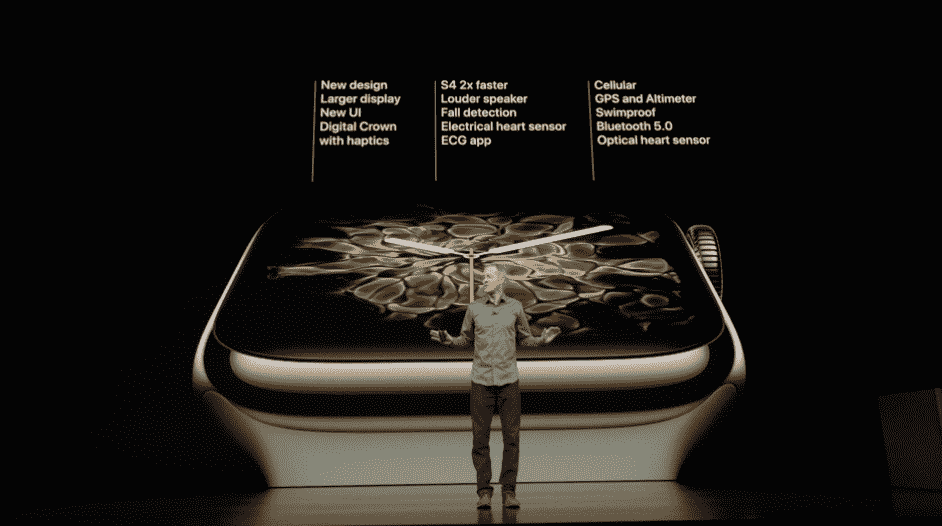 New design
Larger display
New UI
Digital Crown
with haptics
S4 2x faster
Louder speaker
Fall detection
Electrical heart sensor
ECG app
Cellular
GPS and Altimeter
Swimproof
Bluetooth 5.0
Optical heart sensor